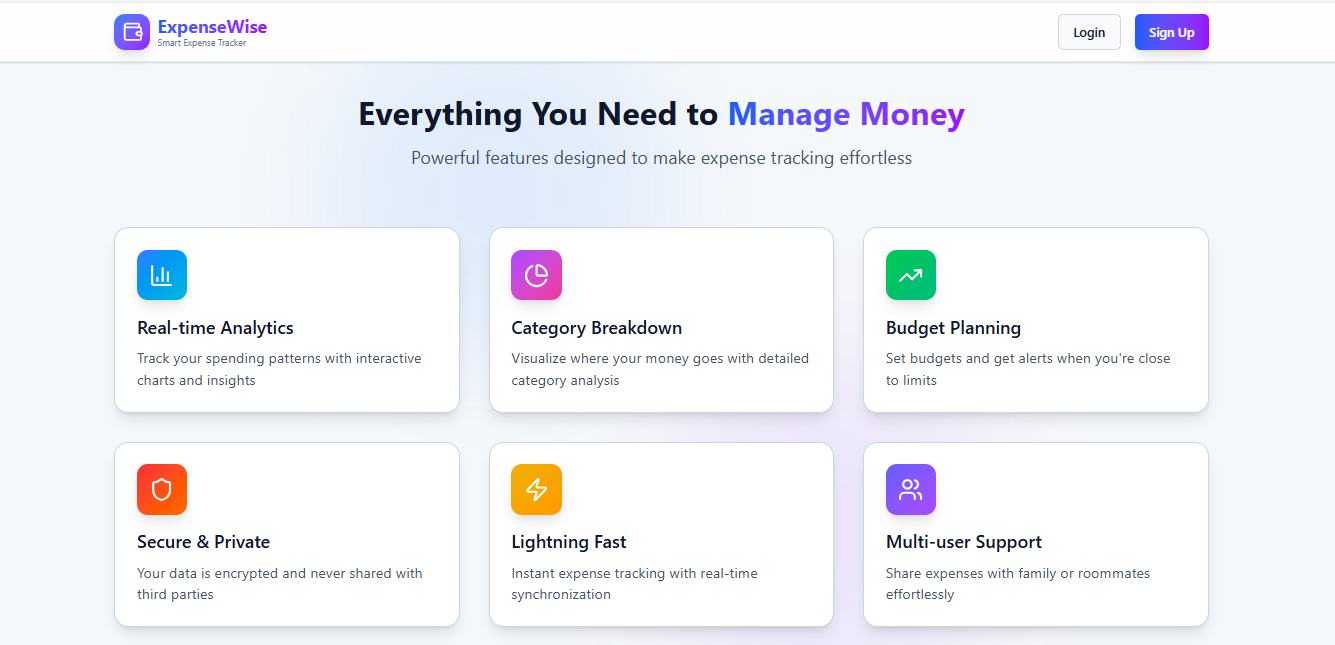 ExpenseWise
Smart Expense Tracker
Login
Sign Up
Everything You Need to Manage Money
Powerful features designed to make expense tracking effortless
Real-time Analytics
Track your spending patterns with interactive
charts and insights
Category Breakdown
Visualize where your money goes with detailed
category analysis
Budget Planning
Set budgets and get alerts when you're close
to limits
Secure & Private
Your data is encrypted and never shared with
third parties
Lightning Fast
Instant expense tracking with real-time
synchronization
Multi-user Support
Share expenses with family or roommates
effortlessly